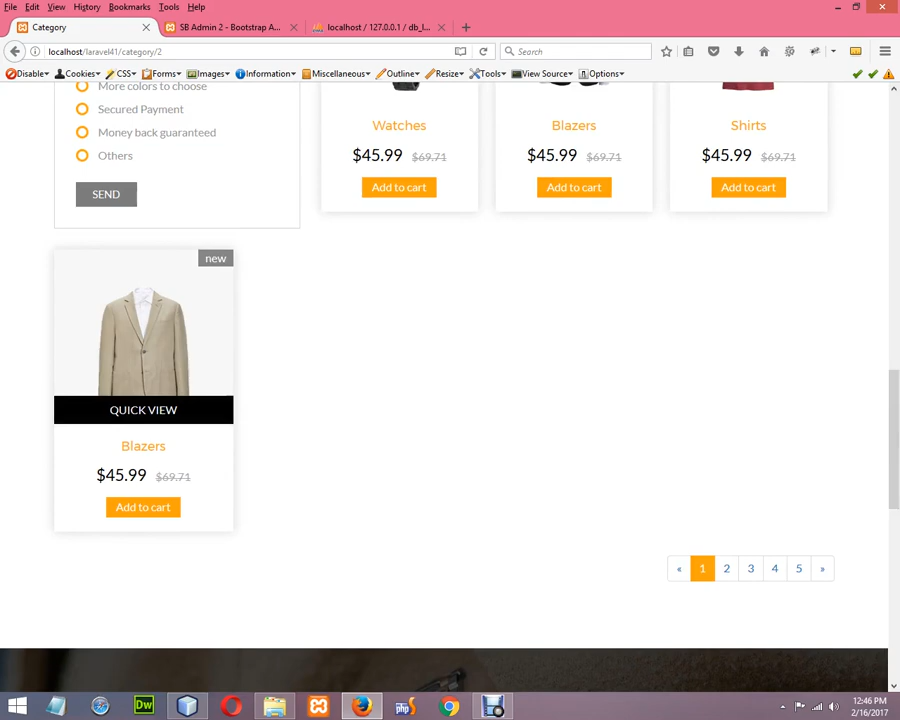 File Edit View History Bookmarks Tools Help
Category
SB Admin 2 - Bootstrap A...
localhost / 127.0.0.1 / db_l...
localhost/laravel41/category/2
Search
Disable Cookies CSS Forms Images Information Miscellaneous Outline Resize Tools View Source Options
More colors to choose
Secured Payment
Money back guaranteed
Others
SEND
Watches
$45.99 $69.71
Add to cart
Blazers
$45.99 $69.71
Add to cart
Shirts
$45.99 $69.71
Add to cart
new
QUICK VIEW
Blazers
$45.99 $69.71
Add to cart
« 1 2 3 4 5 »
Dw
php
12:46 PM
2/16/2017